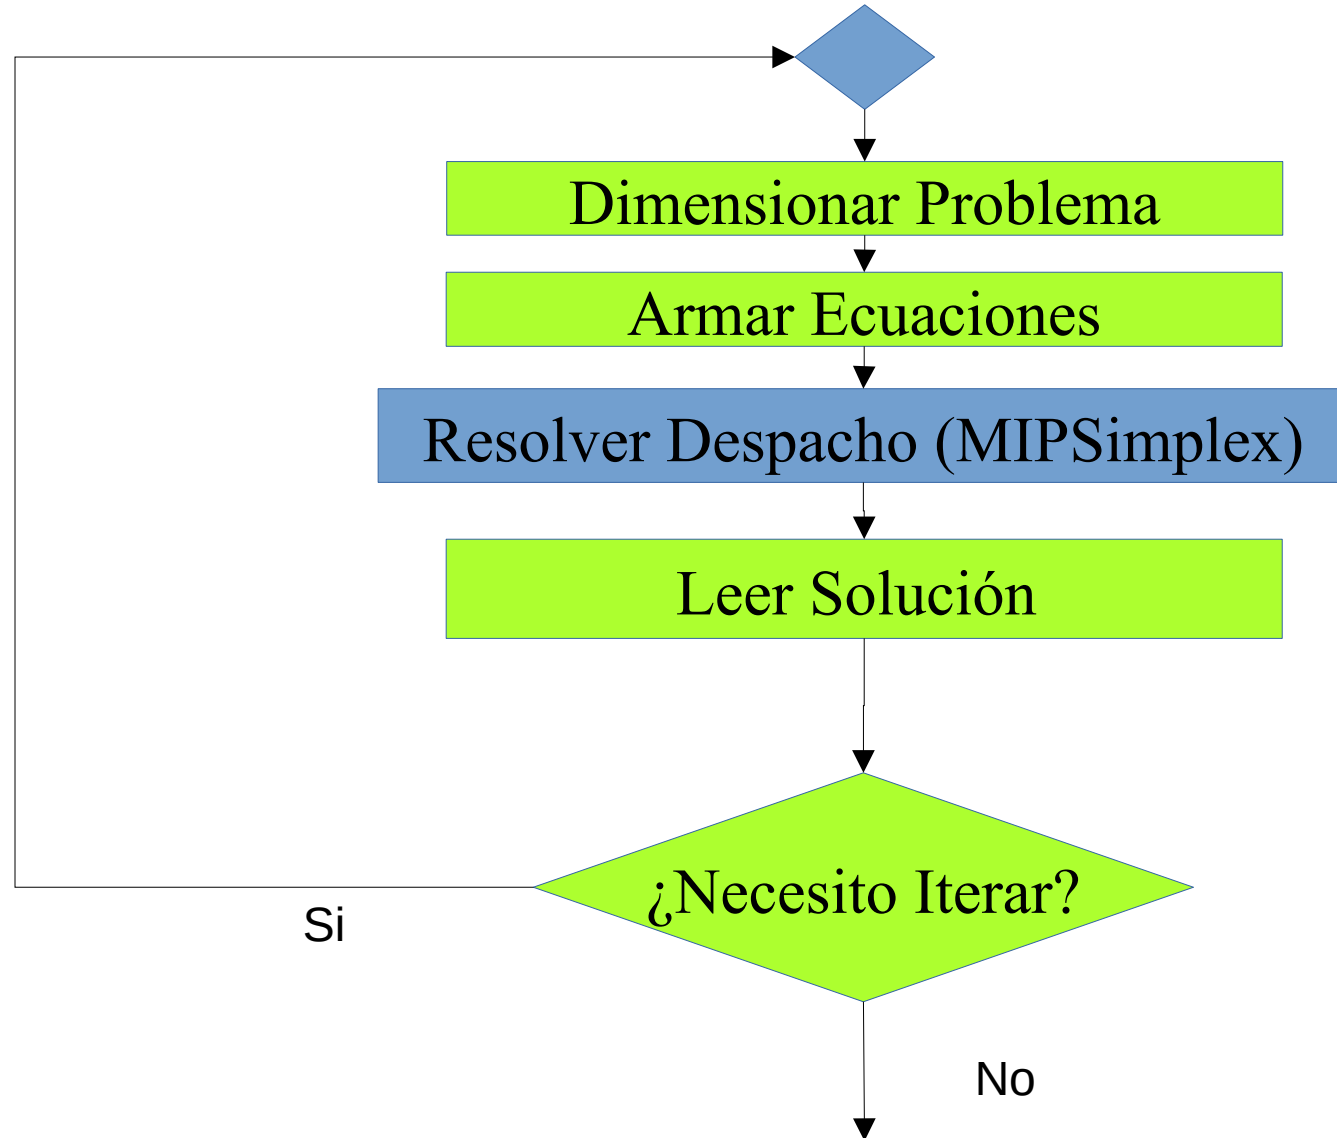 Dimensionar Problema
Armar Ecuaciones
Resolver Despacho (MIPSimplex)
Leer Solución
¿Necesito Iterar?
Si
No